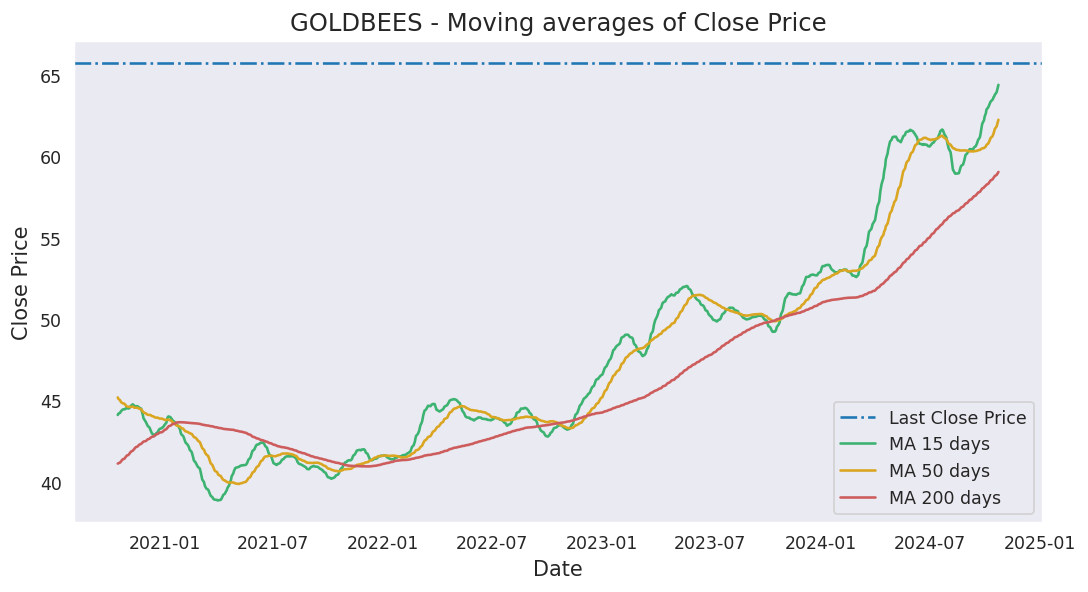 GOLDBEES - Moving averages of Close Price
65
60
55
50
45
40
Close Price
Last Close Price
MA 15 days
MA 50 days
MA 200 days
2021-01 2021-07 2022-01 2022-07 2023-01 2023-07 2024-01 2024-07 2025-01
Date